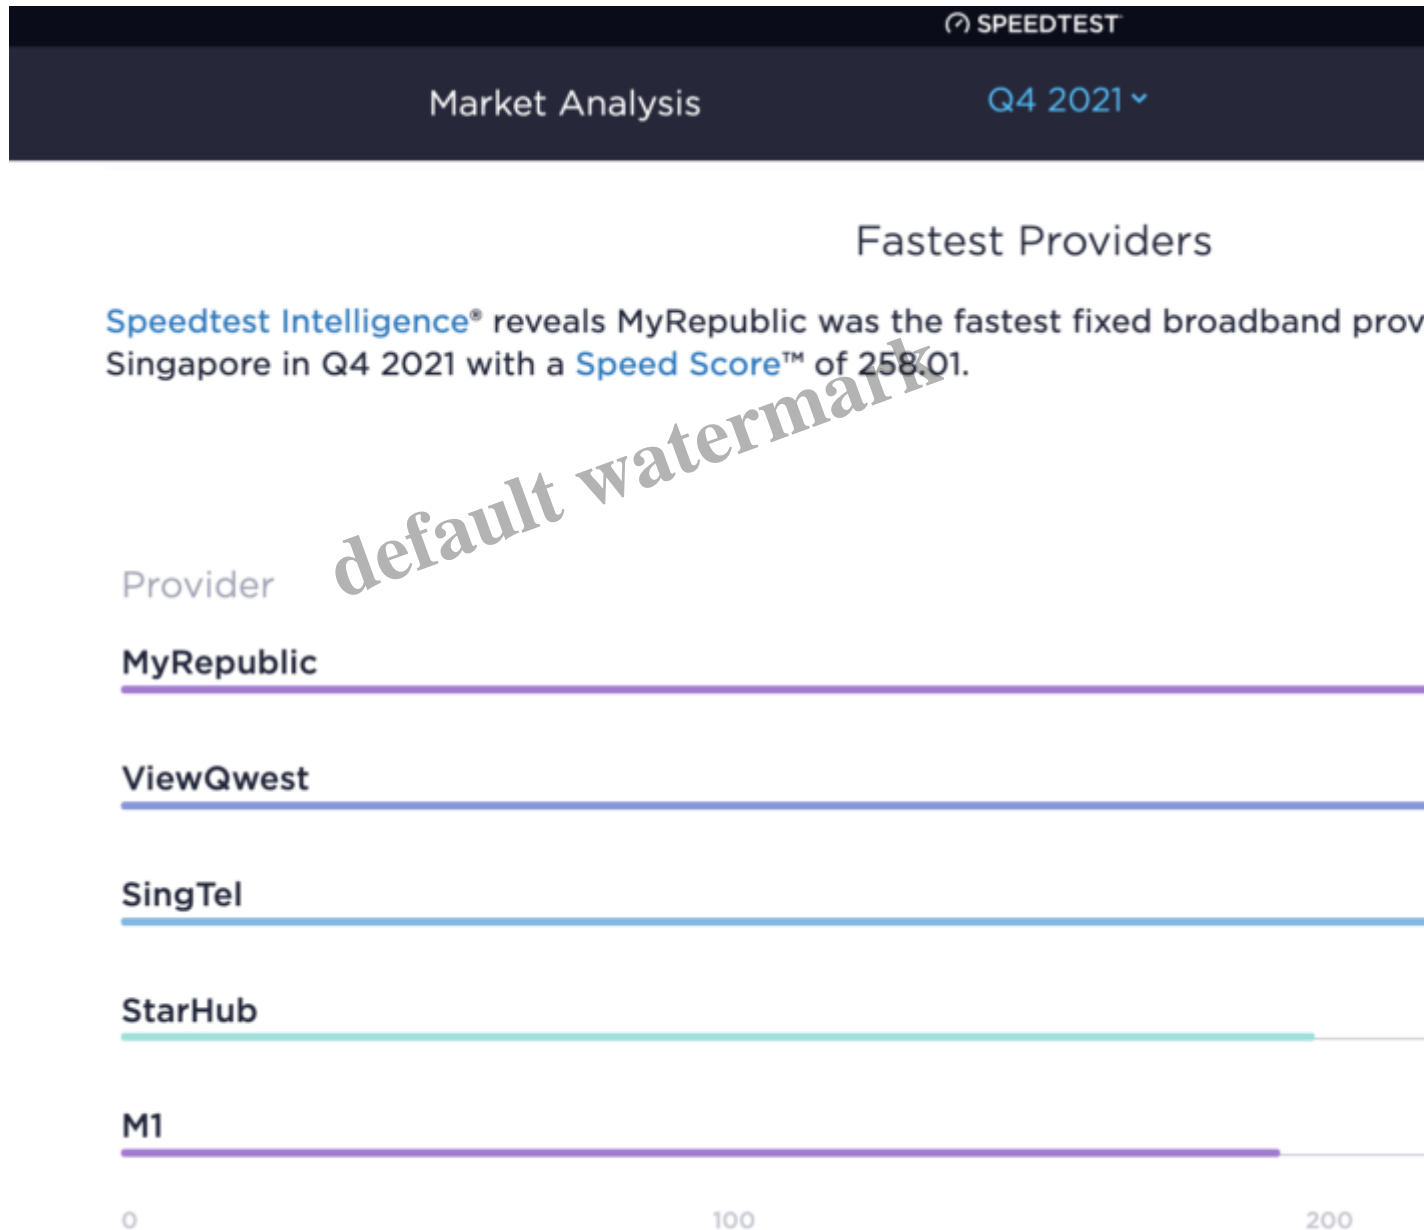 SPEEDTEST
Market Analysis
Q4 2021
Fastest Providers
Speedtest Intelligence® reveals MyRepublic was the fastest fixed broadband prov
Singapore in Q4 2021 with a Speed Score™ of 258.01.
default watermark
Provider
MyRepublic
ViewQwest
SingTel
StarHub
M1
0 100 200